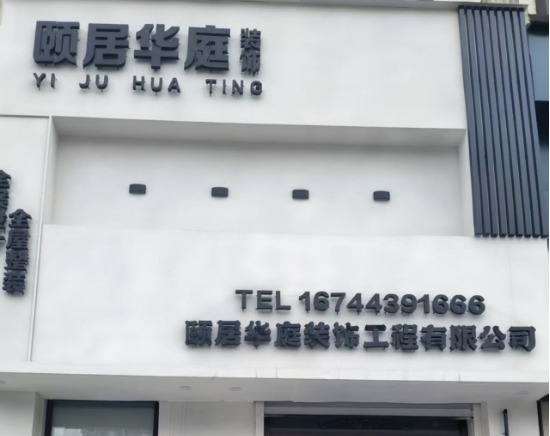 颐居华庭装饰
YI JU HUA TING
全屋整装
TEL 16744391666
颐居华庭装饰工程有限公司